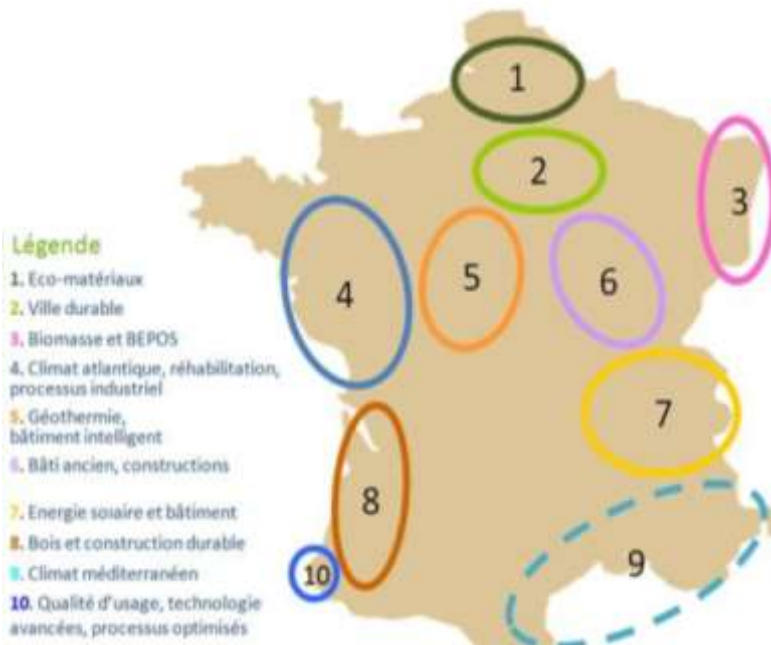 1
2
3
4
5
6
7
8
9
10
Légende
1. Eco-matériaux
2. Ville durable
3. Biomasse et BEPOS
4. Climat atlantique, réhabilitation,
processus industriel
5. Géothermie,
bâtiment intelligent
6. Bâti ancien, constructions
7. Energie solaire et bâtiment
8. Bois et construction durable
9. Climat méditerranéen
10. Qualité d'usage, technologie
avancées, processus optimisés